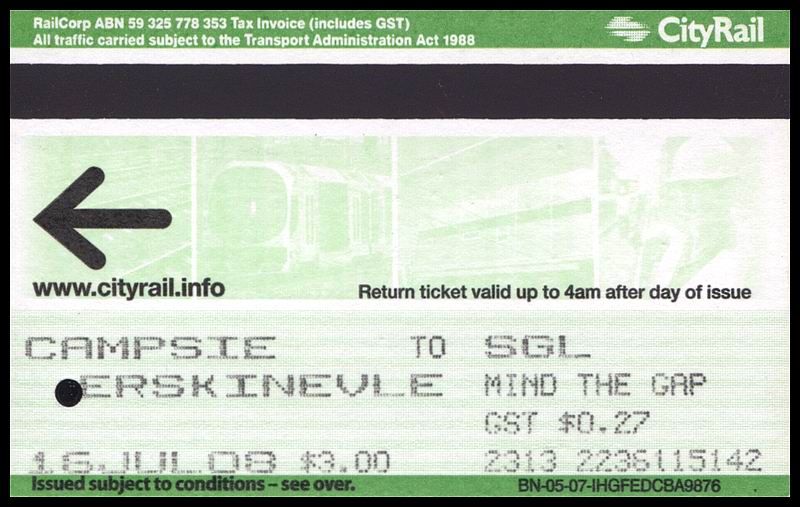 RailCorp ABN 59 325 778 353 Tax Invoice (includes GST)
All traffic carried subject to the Transport Administration Act 1988
CityRail
www.cityrail.info
Return ticket valid up to 4am after day of issue
CAMPSIE TO SGL
ERSKINEVLE MIND THE GAP
GST $0.27
16JUL08 $3.00 2313 2236115142
Issued subject to conditions – see over.
BN-05-07-IHGFEDCBA9876